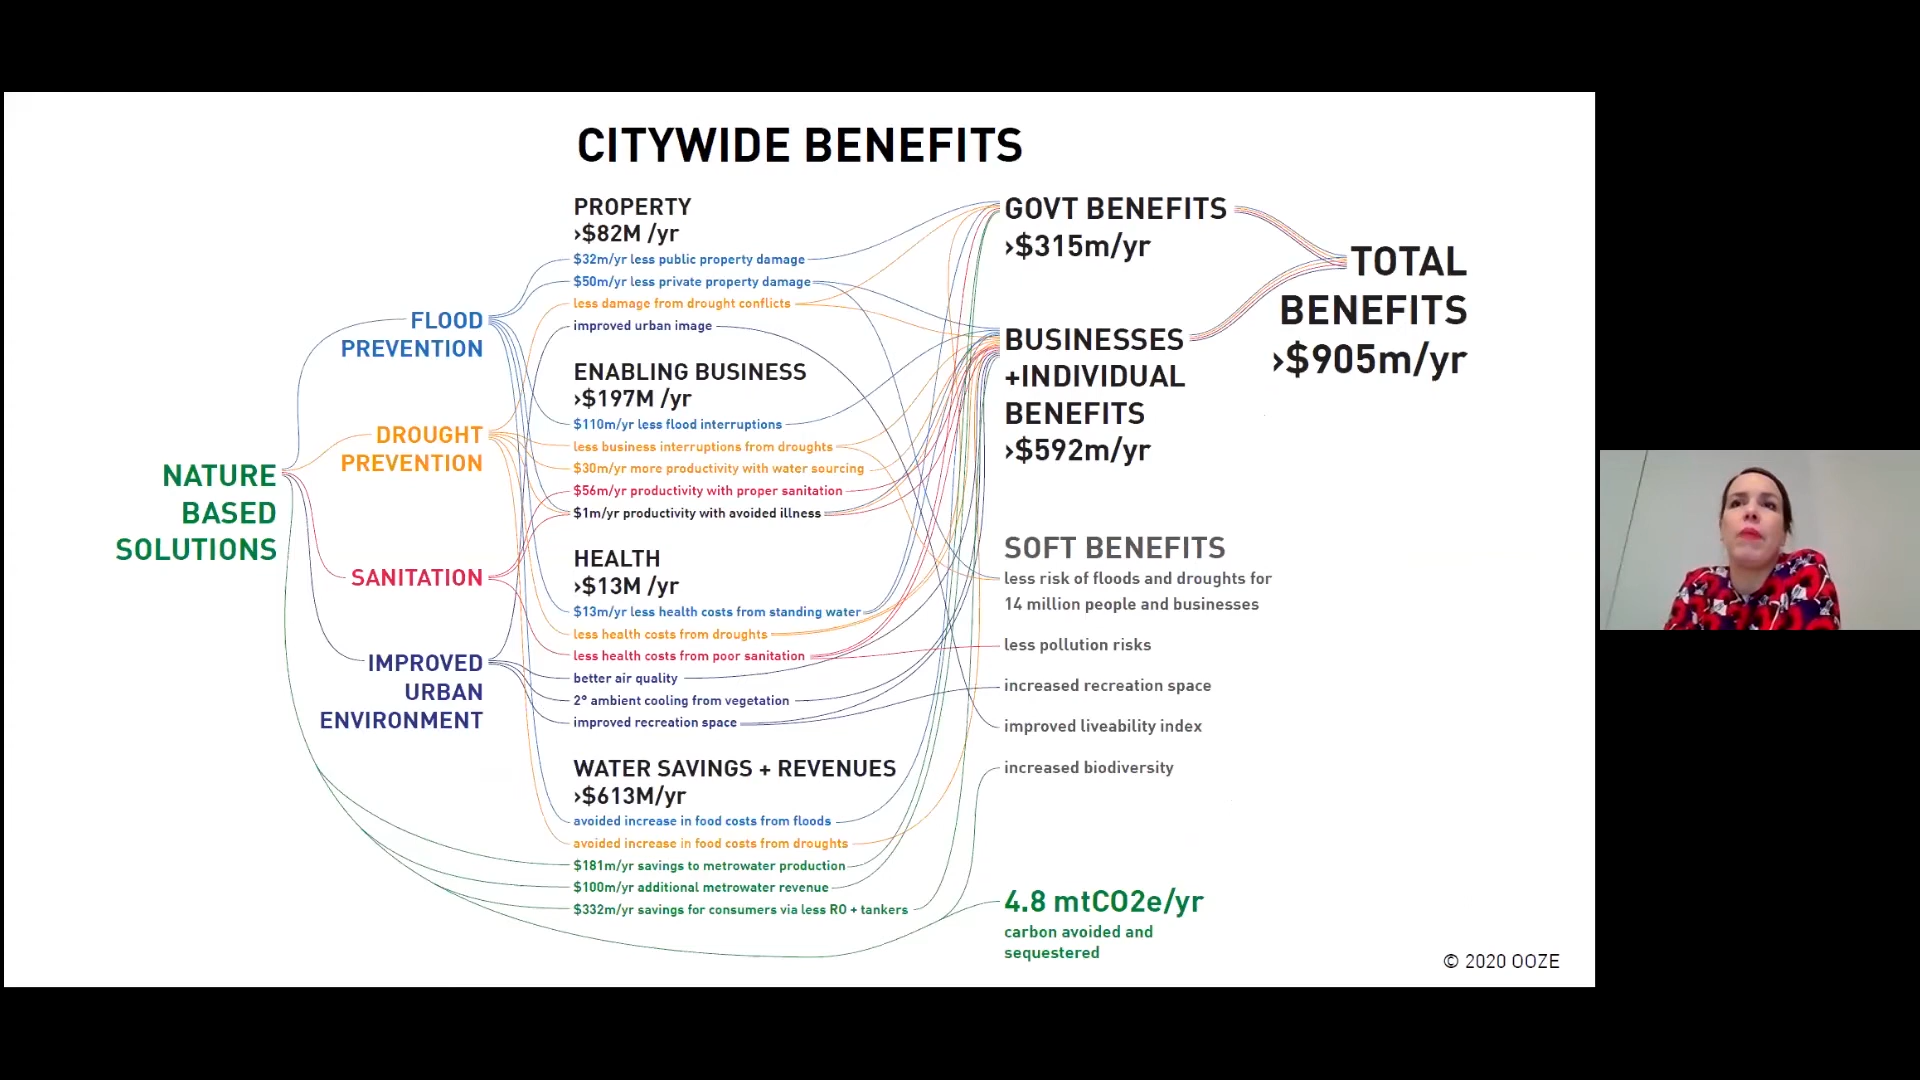 CITYWIDE BENEFITS
NATURE
BASED
SOLUTIONS
FLOOD
PREVENTION
DROUGHT
PREVENTION
SANITATION
IMPROVED
URBAN
ENVIRONMENT
PROPERTY
>$82M /yr
$32m/yr less public property damage
$50m/yr less private property damage
less damage from drought conflicts
improved urban image
ENABLING BUSINESS
>$197M /yr
$110m/yr less flood interruptions
less business interruptions from droughts
$30m/yr more productivity with water sourcing
$56m/yr productivity with proper sanitation
$1m/yr productivity with avoided illness
HEALTH
>$13M /yr
$13m/yr less health costs from standing water
less health costs from droughts
less health costs from poor sanitation
better air quality
2° ambient cooling from vegetation
improved recreation space
WATER SAVINGS + REVENUES
>$613M/yr
avoided increase in food costs from floods
avoided increase in food costs from droughts
$181m/yr savings to metrowater production
$100m/yr additional metrowater revenue
$332m/yr savings for consumers via less RO + tankers
GOVT BENEFITS
>$315m/yr
BUSINESSES
+INDIVIDUAL
BENEFITS
>$592m/yr
SOFT BENEFITS
less risk of floods and droughts for
14 million people and businesses
less pollution risks
increased recreation space
improved liveability index
increased biodiversity
4.8 mtCO2e/yr
carbon avoided and
sequestered
TOTAL
BENEFITS
>$905m/yr
© 2020 OOZE